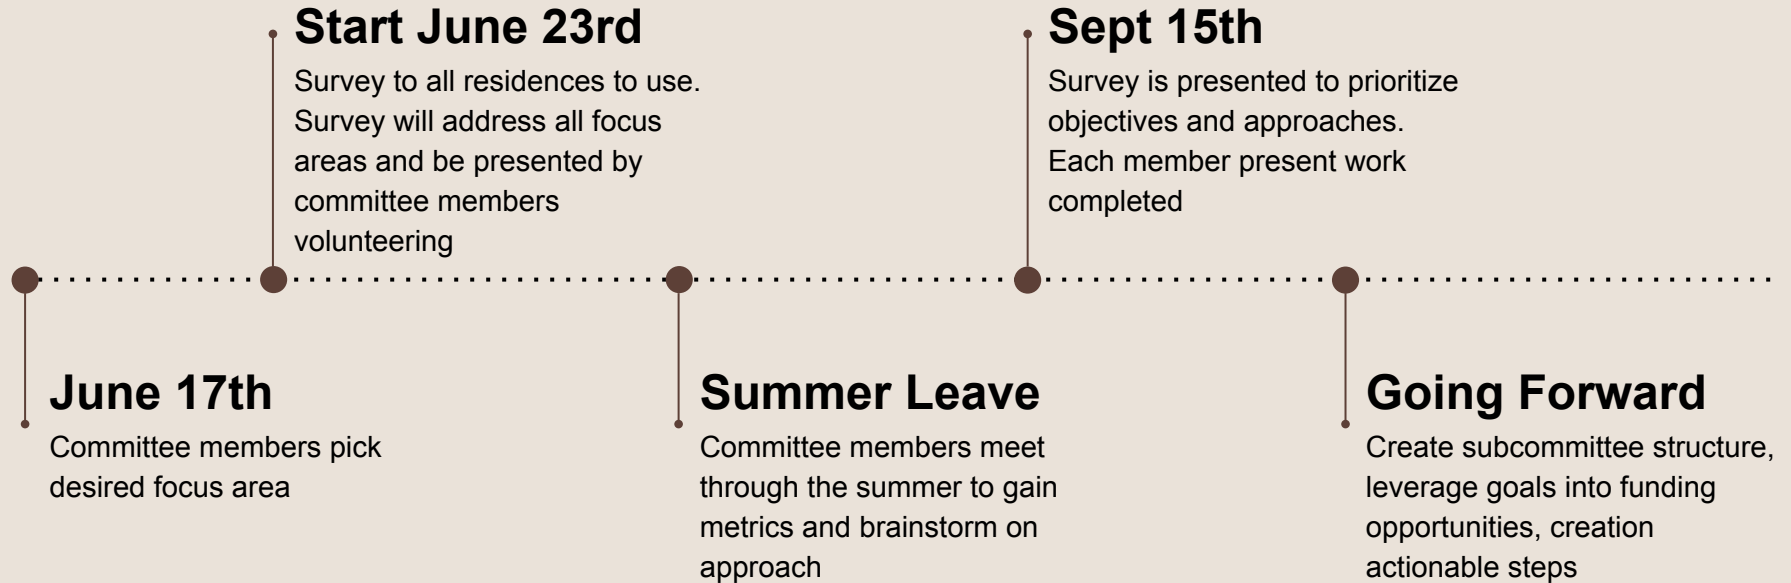 Start June 23rd
Survey to all residences to use.
Survey will address all focus
areas and be presented by
committee members
volunteering
Sept 15th
Survey is presented to prioritize
objectives and approaches.
Each member present work
completed
June 17th
Committee members pick
desired focus area
Summer Leave
Committee members meet
through the summer to gain
metrics and brainstorm on
approach
Going Forward
Create subcommittee structure,
leverage goals into funding
opportunities, creation
actionable steps